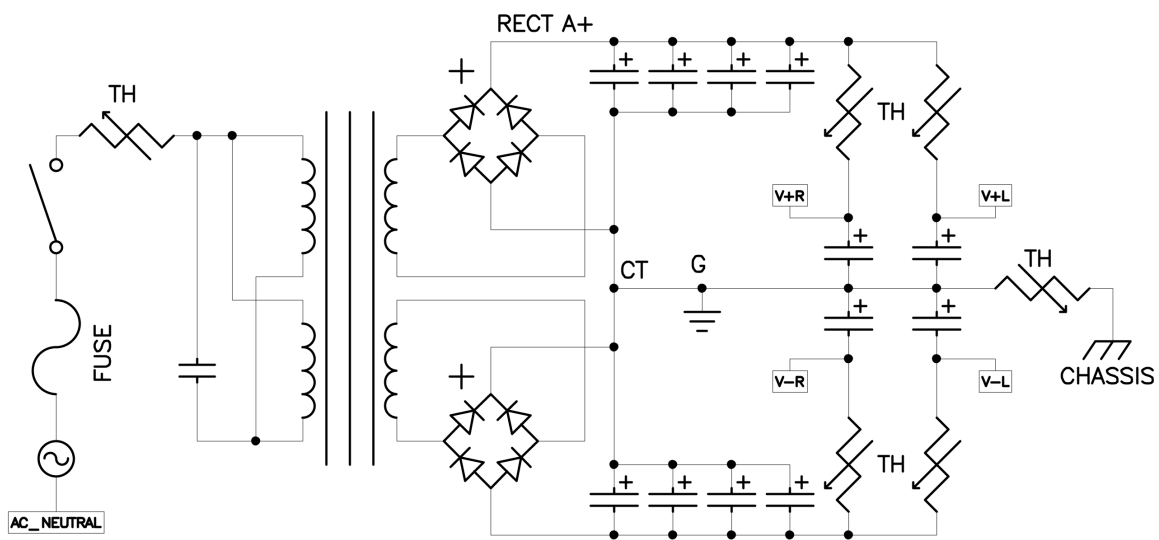 RECT A+
+
+
+
+
+
TH
TH
V+R
V+L
+
+
CT
G
TH
FUSE
+
+
+
V-R
V-L
CHASSIS
TH
+
+
+
+
AC_NEUTRAL